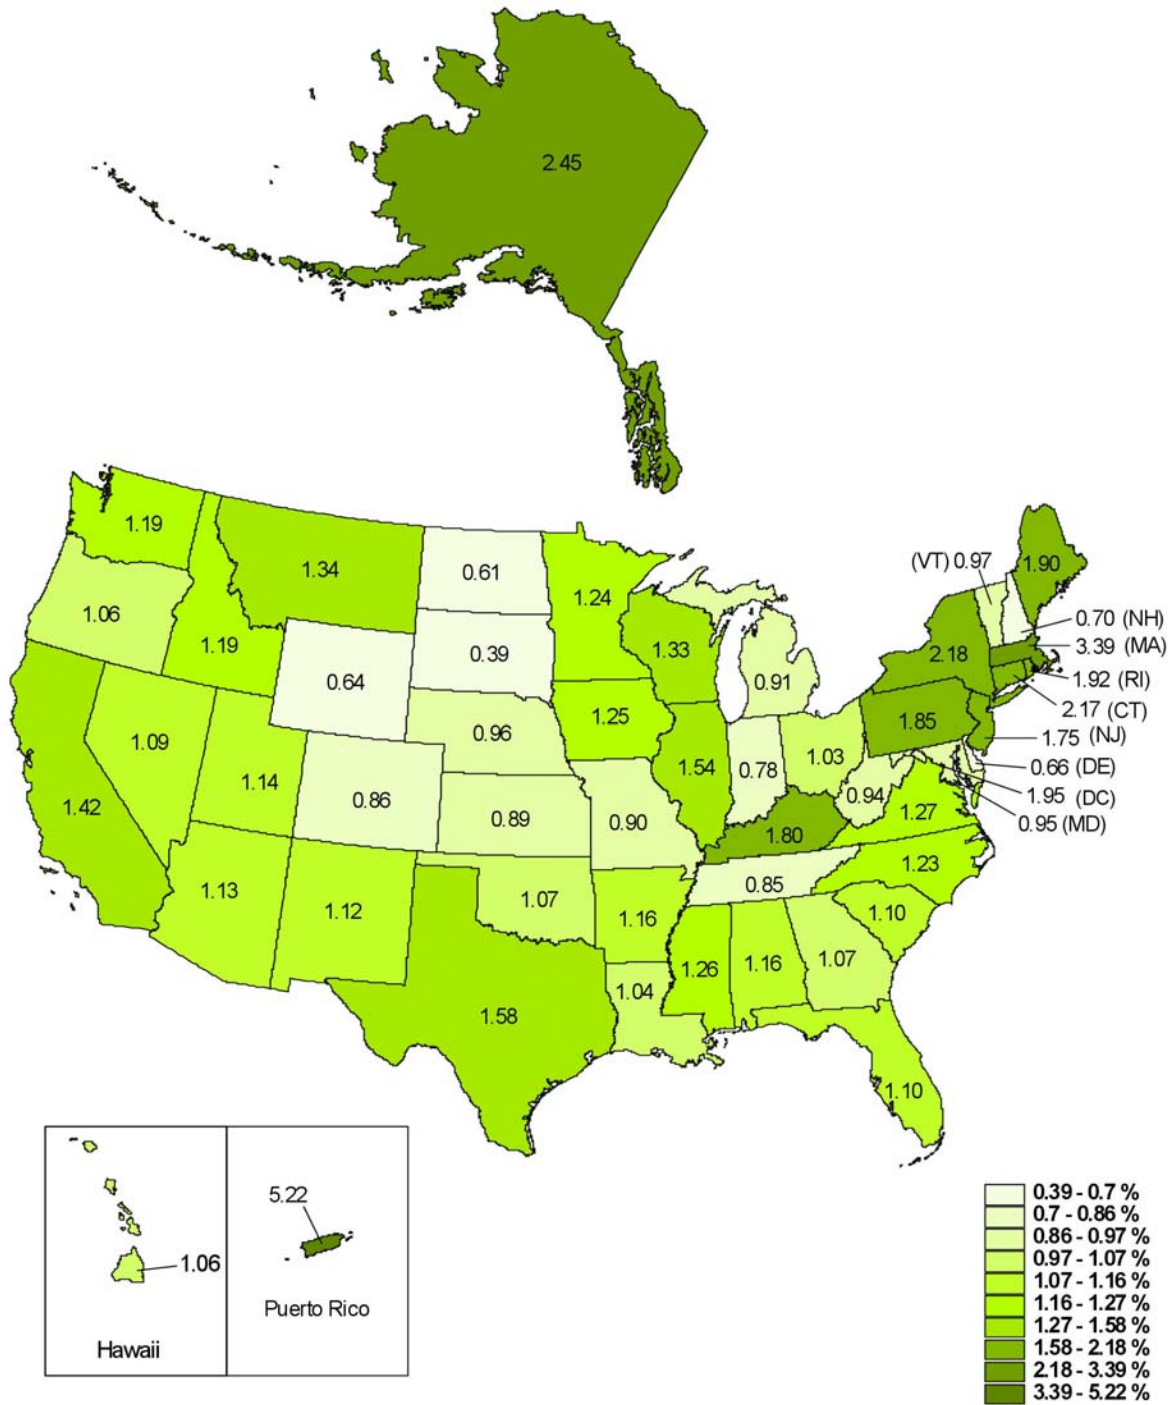 2.45
1.19
1.34
0.61
1.24
(VT) 0.97
1.90
1.06
1.19
0.39
1.33
0.70 (NH)
2.18
3.39 (MA)
0.64
0.91
1.92 (RI)
1.25
2.17 (CT)
0.96
1.85
1.09
1.75 (NJ)
1.03
1.14
1.54
0.78
0.66 (DE)
1.42
0.86
0.94
1.95 (DC)
0.89
0.90
1.27
0.95 (MD)
1.80
1.23
1.13
1.12
1.07
0.85
1.16
1.10
1.26
1.16
1.07
1.04
1.58
1.10
5.22
1.06
Puerto Rico
Hawaii
0.39 - 0.7 %
0.7 - 0.86 %
0.86 - 0.97 %
0.97 - 1.07 %
1.07 - 1.16 %
1.16 - 1.27 %
1.27 - 1.58 %
1.58 - 2.18 %
2.18 - 3.39 %
3.39 - 5.22 %